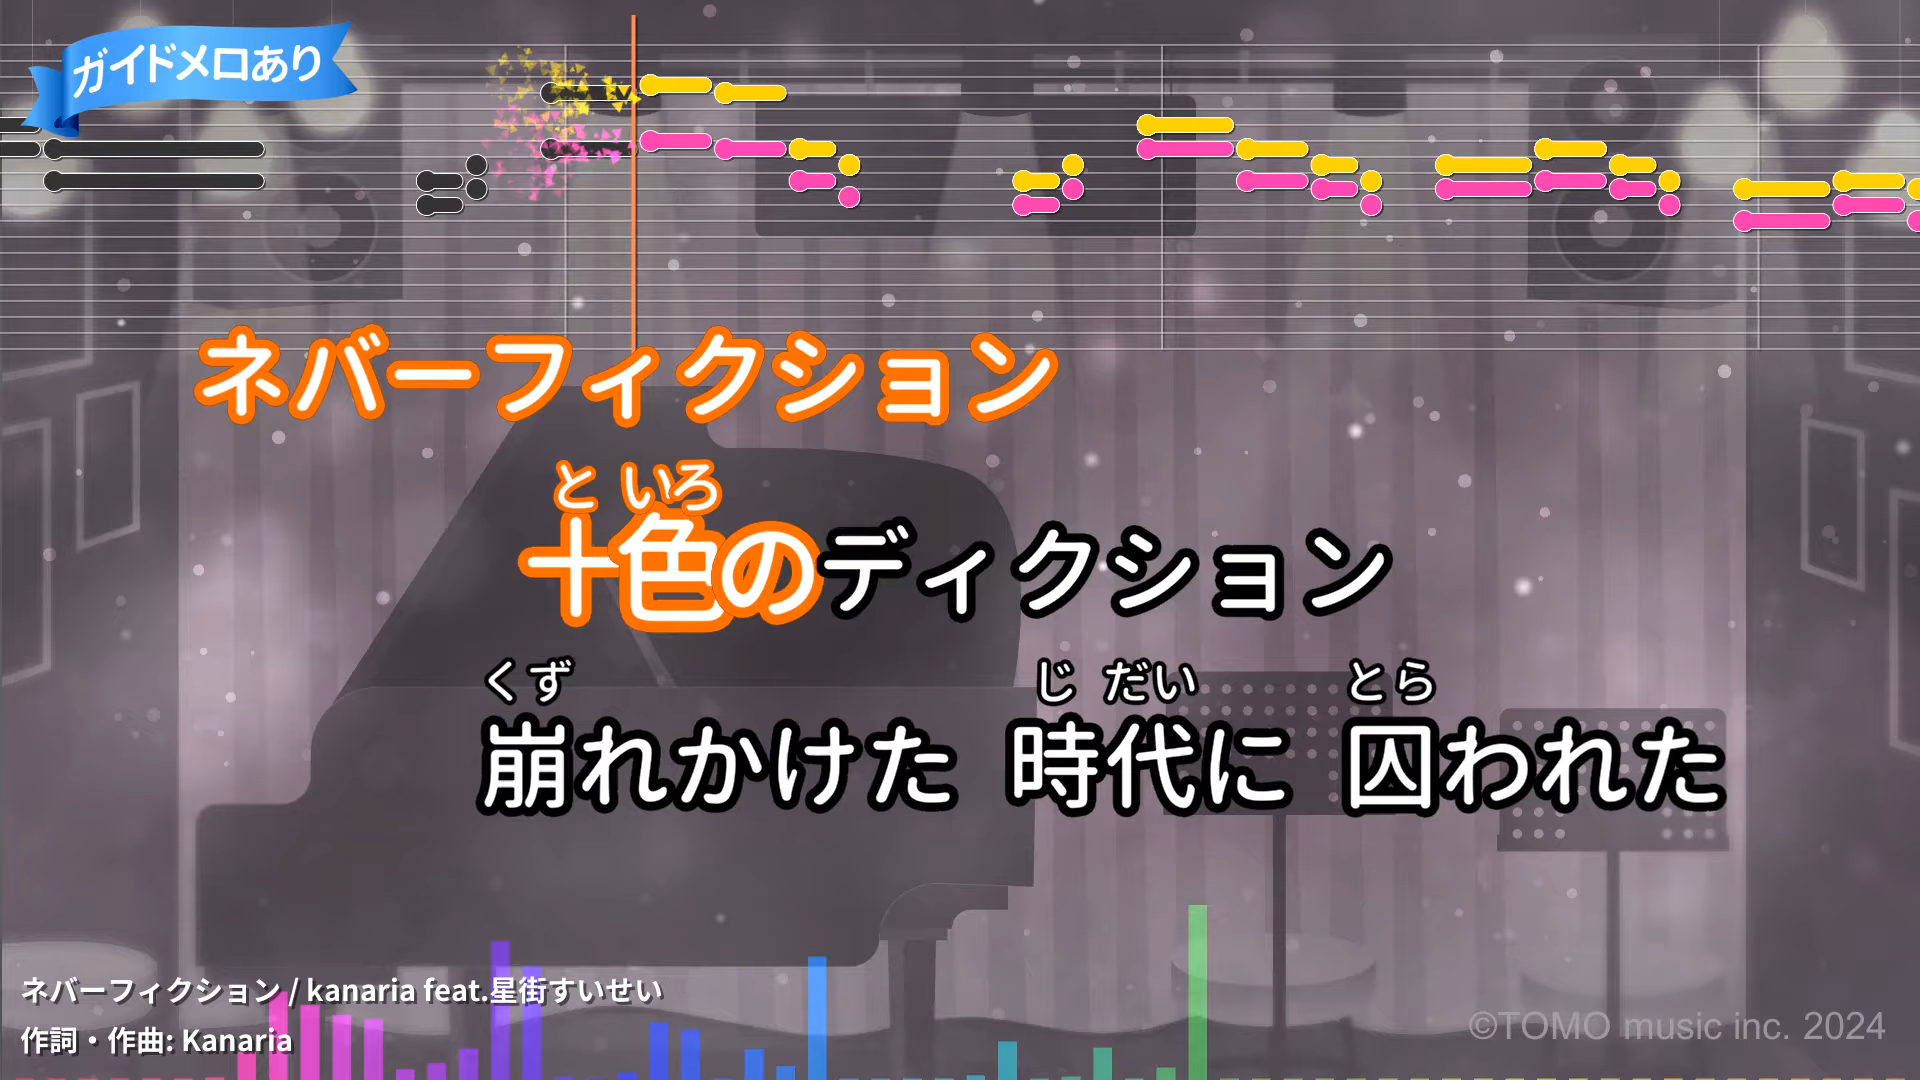 ガイドメロあり
ネバーフィクション
といろ
十色のディクション
くず じだい とら
崩れかけた 時代に 囚われた
ネバーフィクション / kanaria feat.星街すいせい
作詞・作曲: Kanaria
©TOMO music inc. 2024